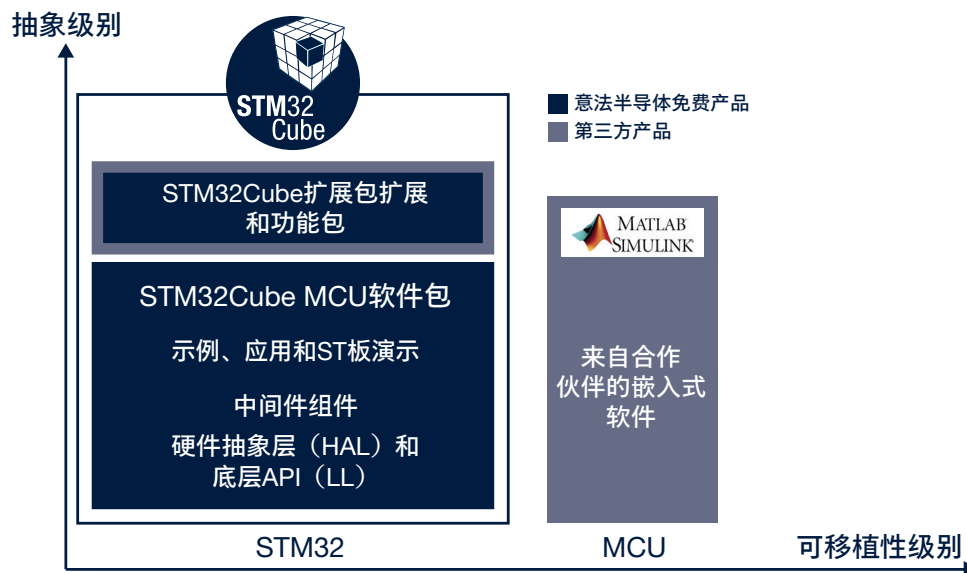 抽象级别
STM32
Cube
意法半导体免费产品
第三方产品
STM32Cube扩展包扩展
和功能包
STM32Cube MCU软件包
示例、应用和ST板演示
中间件组件
硬件抽象层（HAL）和
底层API（LL）
MATLAB
SIMULINK
来自合作
伙伴的嵌入式
软件
STM32
MCU
可移植性级别